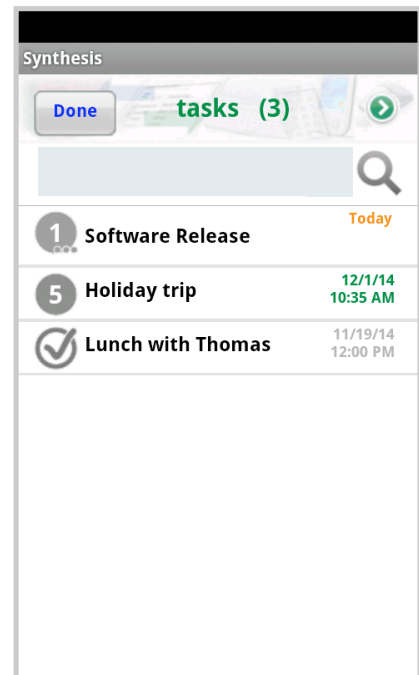 Synthesis
Done
tasks (3)
1
Software Release
Today
5
Holiday trip
12/1/14
10:35 AM
Lunch with Thomas
11/19/14
12:00 PM